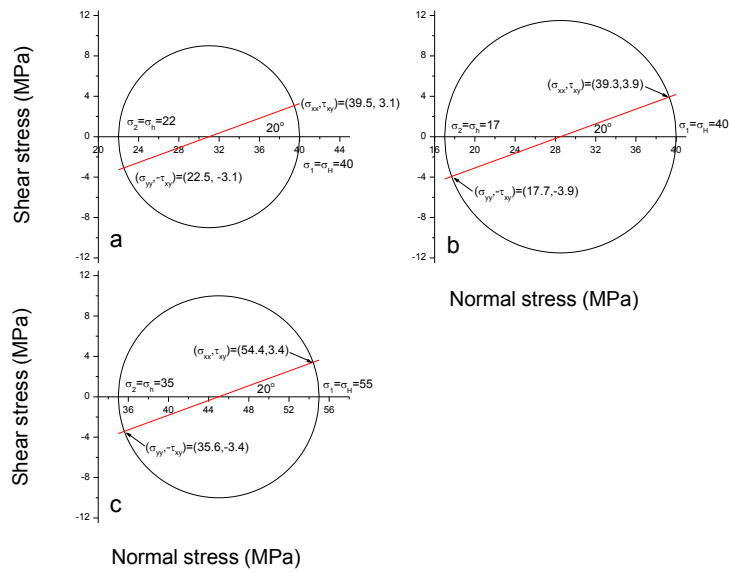 Shear stress (MPa)
12
8
4
0
-4
-8
-12
20 24 28 32 36 40 44
σ2=σh=22
20°
(σxx,τxy)=(39.5, 3.1)
σ1=σH=40
(σyy,-τxy)=(22.5, -3.1)
a
12
8
4
0
-4
-8
-12
16 20 24 28 32 36 40
(σxx,τxy)=(39.3,3.9)
σ2=σh=17
20°
σ1=σH=40
(σyy,-τxy)=(17.7,-3.9)
b
Normal stress (MPa)
Shear stress (MPa)
12
8
4
0
-4
-8
-12
36 40 44 48 52 56
(σxx,τxy)=(54.4,3.4)
σ2=σh=35
20°
σ1=σH=55
(σyy,-τxy)=(35.6,-3.4)
c
Normal stress (MPa)